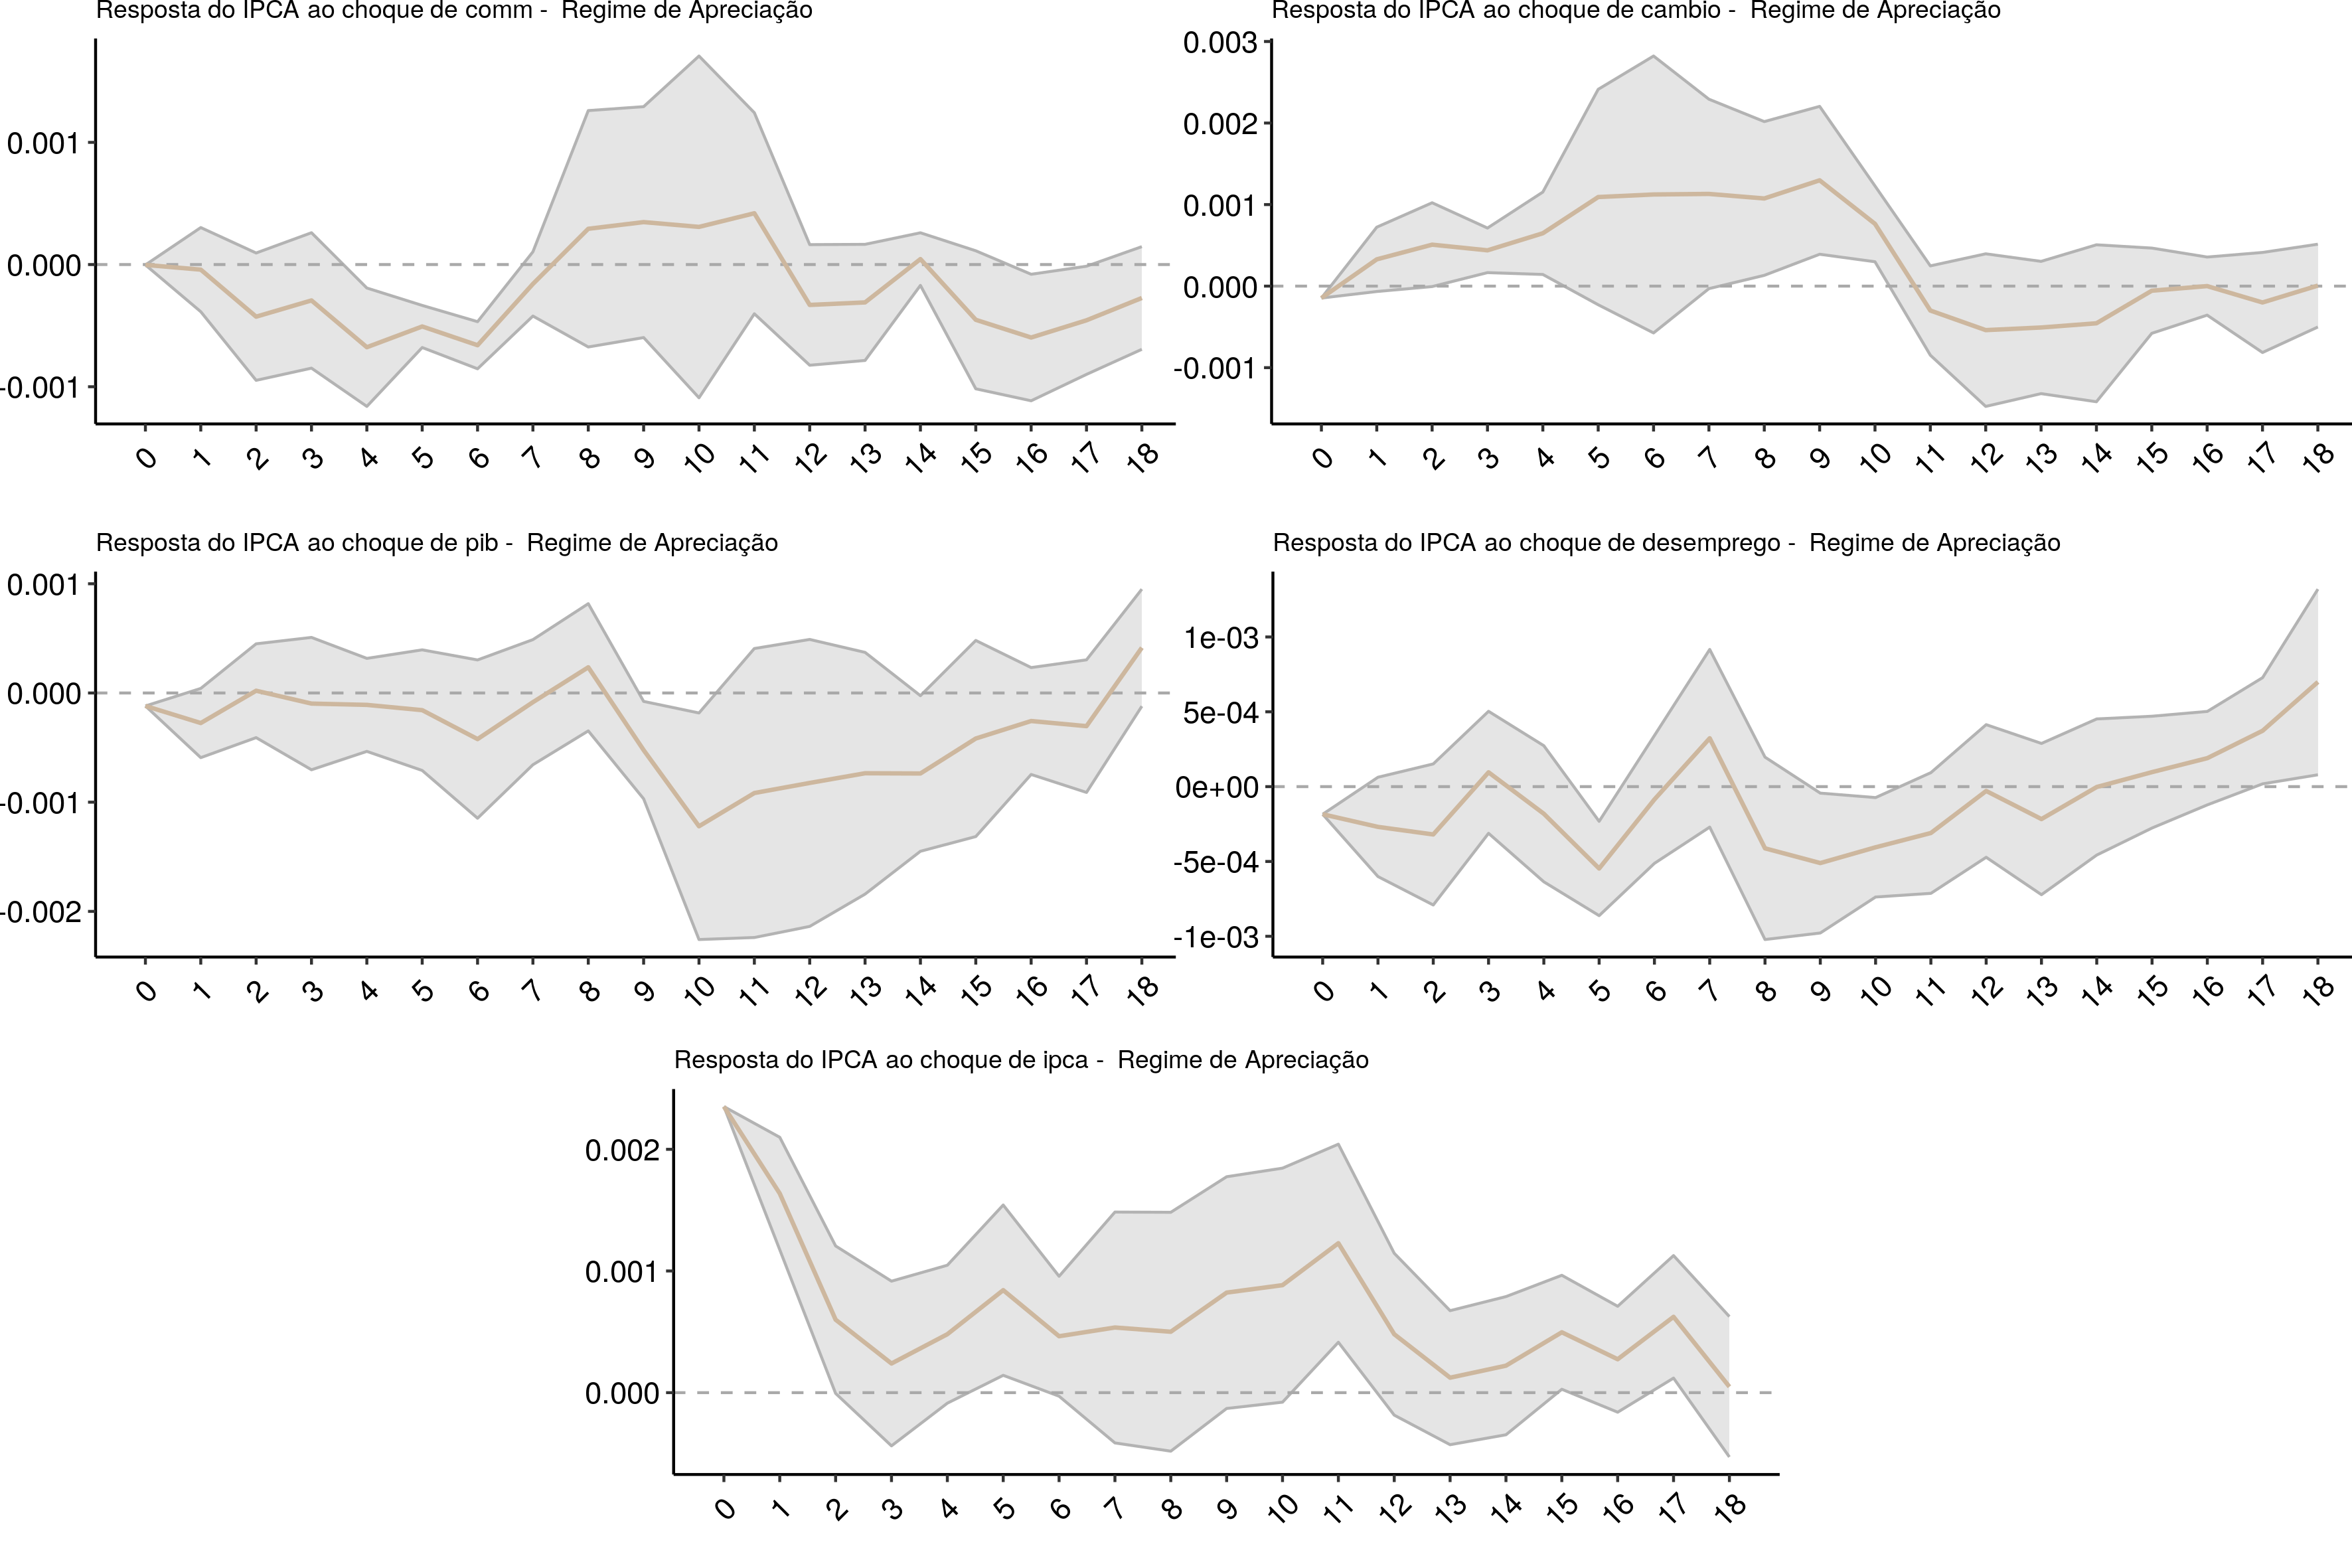 Resposta do IPCA ao choque de comm - Regime de Apreciação
0.001
0.000
-0.001
0 1 2 3 4 5 6 7 8 9 10 11 12 13 14 15 16 17 18
Resposta do IPCA ao choque de cambio - Regime de Apreciação
0.003
0.002
0.001
0.000
-0.001
0 1 2 3 4 5 6 7 8 9 10 11 12 13 14 15 16 17 18
Resposta do IPCA ao choque de pib - Regime de Apreciação
0.001
0.000
-0.001
-0.002
0 1 2 3 4 5 6 7 8 9 10 11 12 13 14 15 16 17 18
Resposta do IPCA ao choque de desemprego - Regime de Apreciação
1e-03
5e-04
0e+00
-5e-04
-1e-03
0 1 2 3 4 5 6 7 8 9 10 11 12 13 14 15 16 17 18
Resposta do IPCA ao choque de ipca - Regime de Apreciação
0.002
0.001
0.000
0 1 2 3 4 5 6 7 8 9 10 11 12 13 14 15 16 17 18